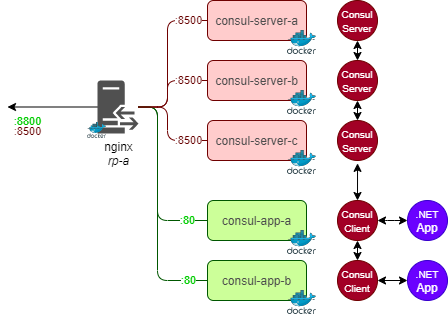 :8500
consul-server-a
docker
Consul
Server
:8500
consul-server-b
docker
Consul
Server
:8800
:8500
docker
nginx
rp-a
:8500
consul-server-c
docker
Consul
Server
:80
consul-app-a
docker
Consul
Client
.NET
App
:80
consul-app-b
docker
Consul
Client
.NET
App